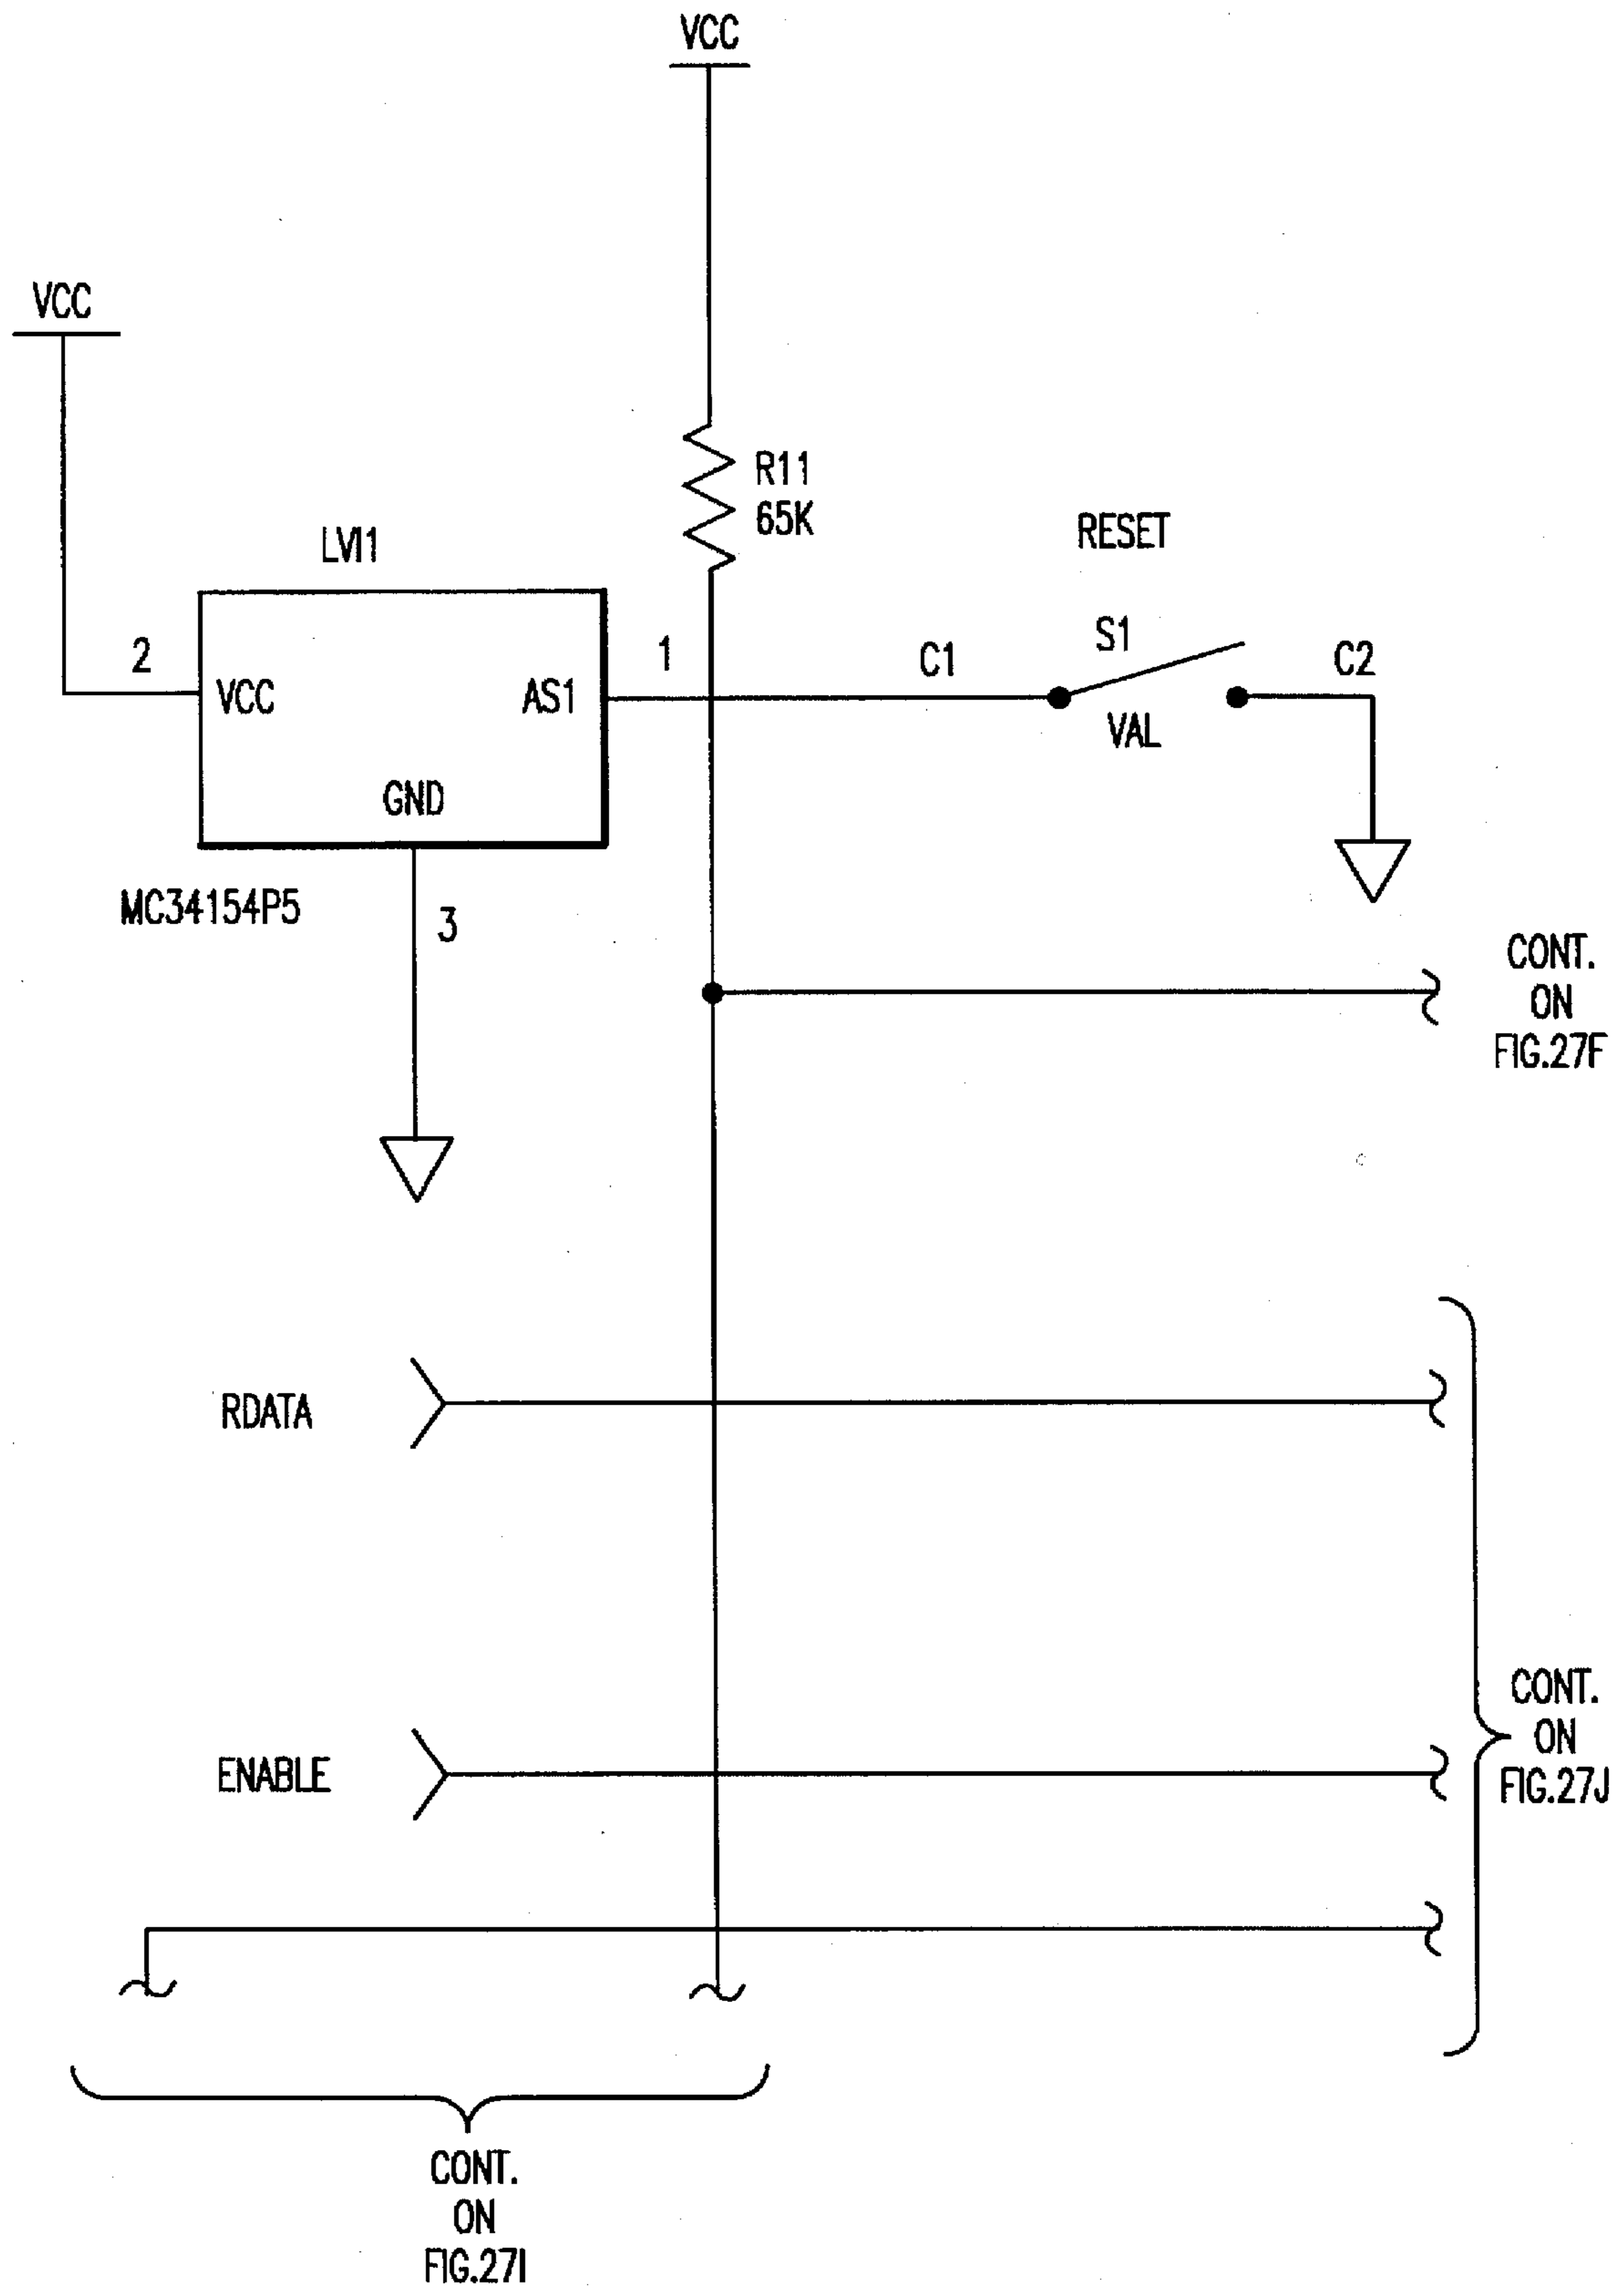 VCC
VCC
R11
65K
LVI1
RESET
2
VCC
AS1
1
C1
S1
VAL
C2
GND
MC34154P5
3
CONT.
ON
FIG.27F
RDATA
ENABLE
CONT.
ON
FIG.27J
CONT.
ON
FIG.27I